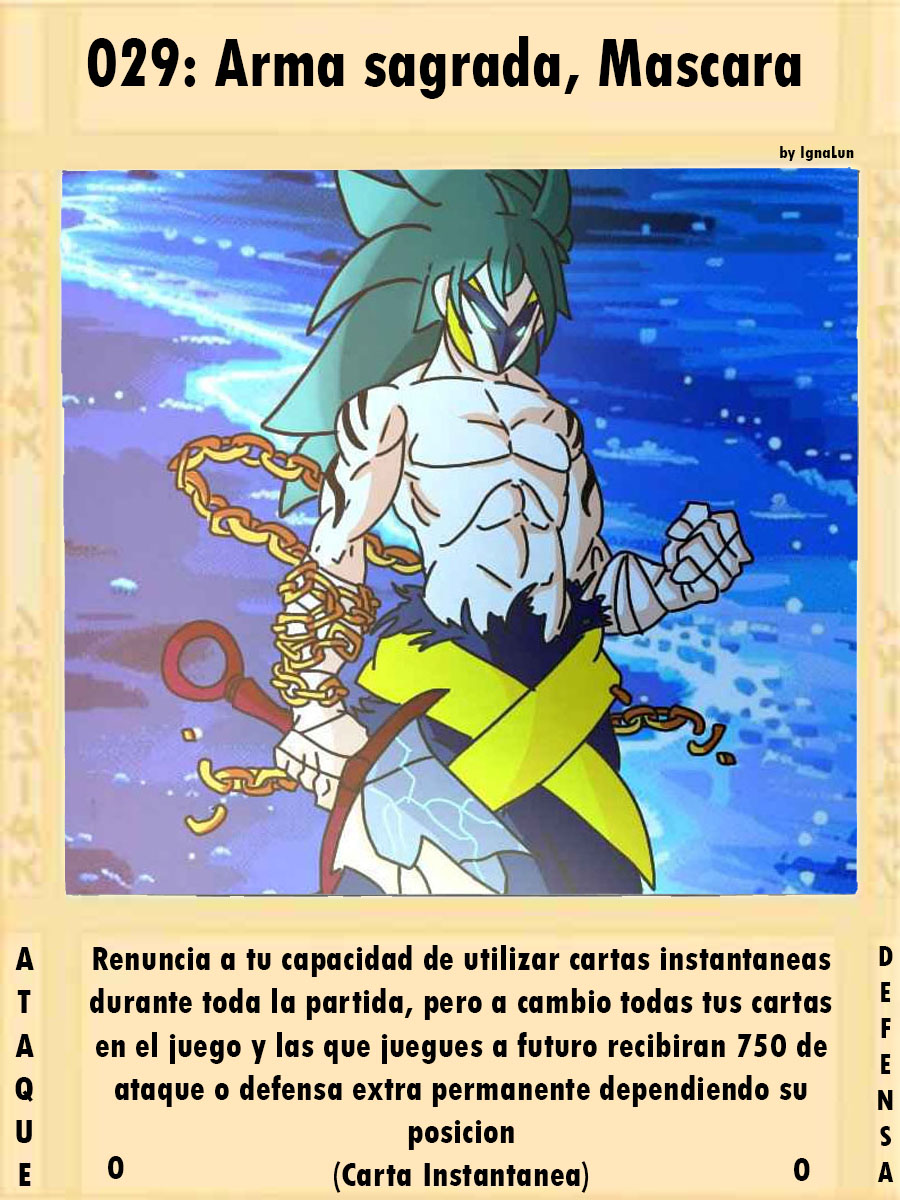 029: Arma sagrada, Mascara
by IgnaLun
Renuncia a tu capacidad de utilizar cartas instantaneas
durante toda la partida, pero a cambio todas tus cartas
en el juego y las que juegues a futuro recibiran 750 de
ataque o defensa extra permanente dependiendo su
posicion
(Carta Instantanea)
ATAQUE
0
DEFENSA
0